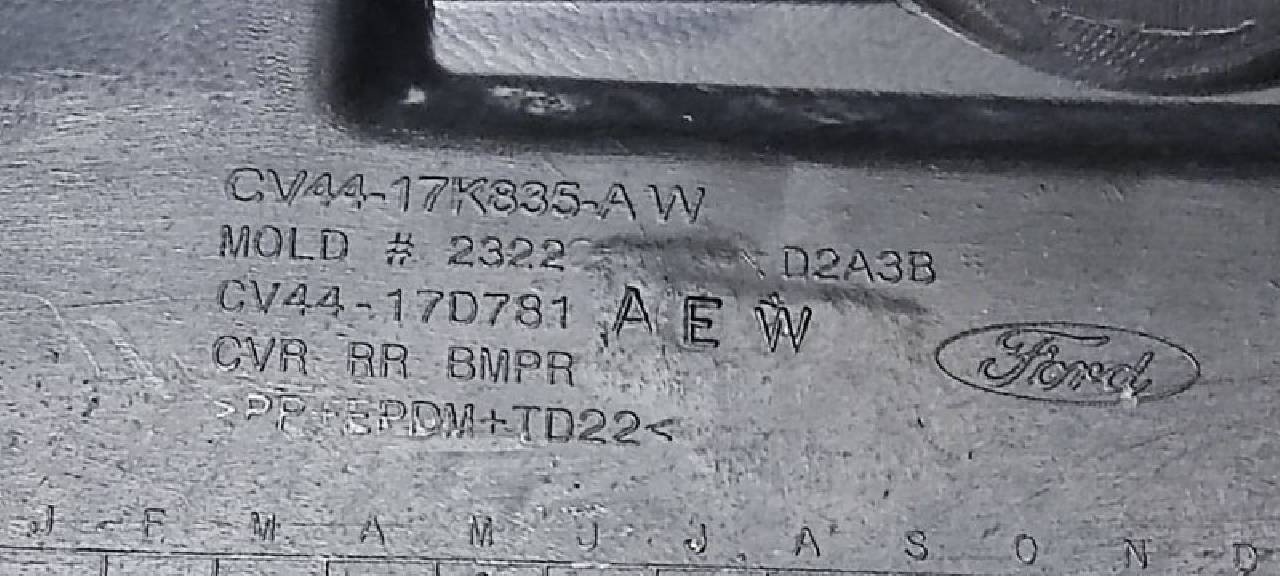 CV44-17K835-AW
MOLD # 2322 D2A3B
CV44-17D781 AEW
CVR RR BMPR
Ford
>PP+EPDM+TD22<
J F M A M J J A S O N D